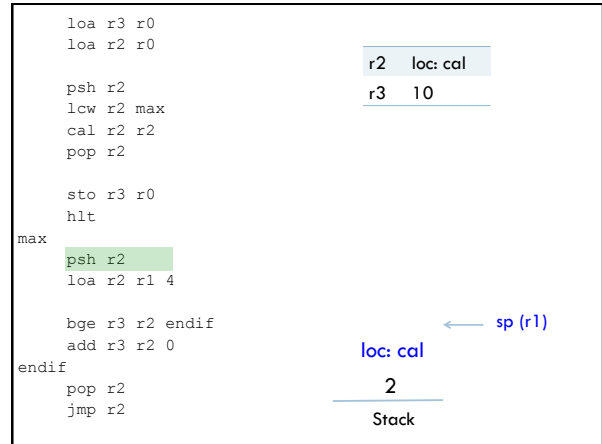 loa r3 r0
loa r2 r0
psh r2
lcw r2 max
cal r2 r2
pop r2
sto r3 r0
hlt
max
psh r2
loa r2 r1 4
bge r3 r2 endif
add r3 r2 0
endif
pop r2
jmp r2
r2 loc: cal
r3 10
sp (r1)
loc: cal
2
Stack